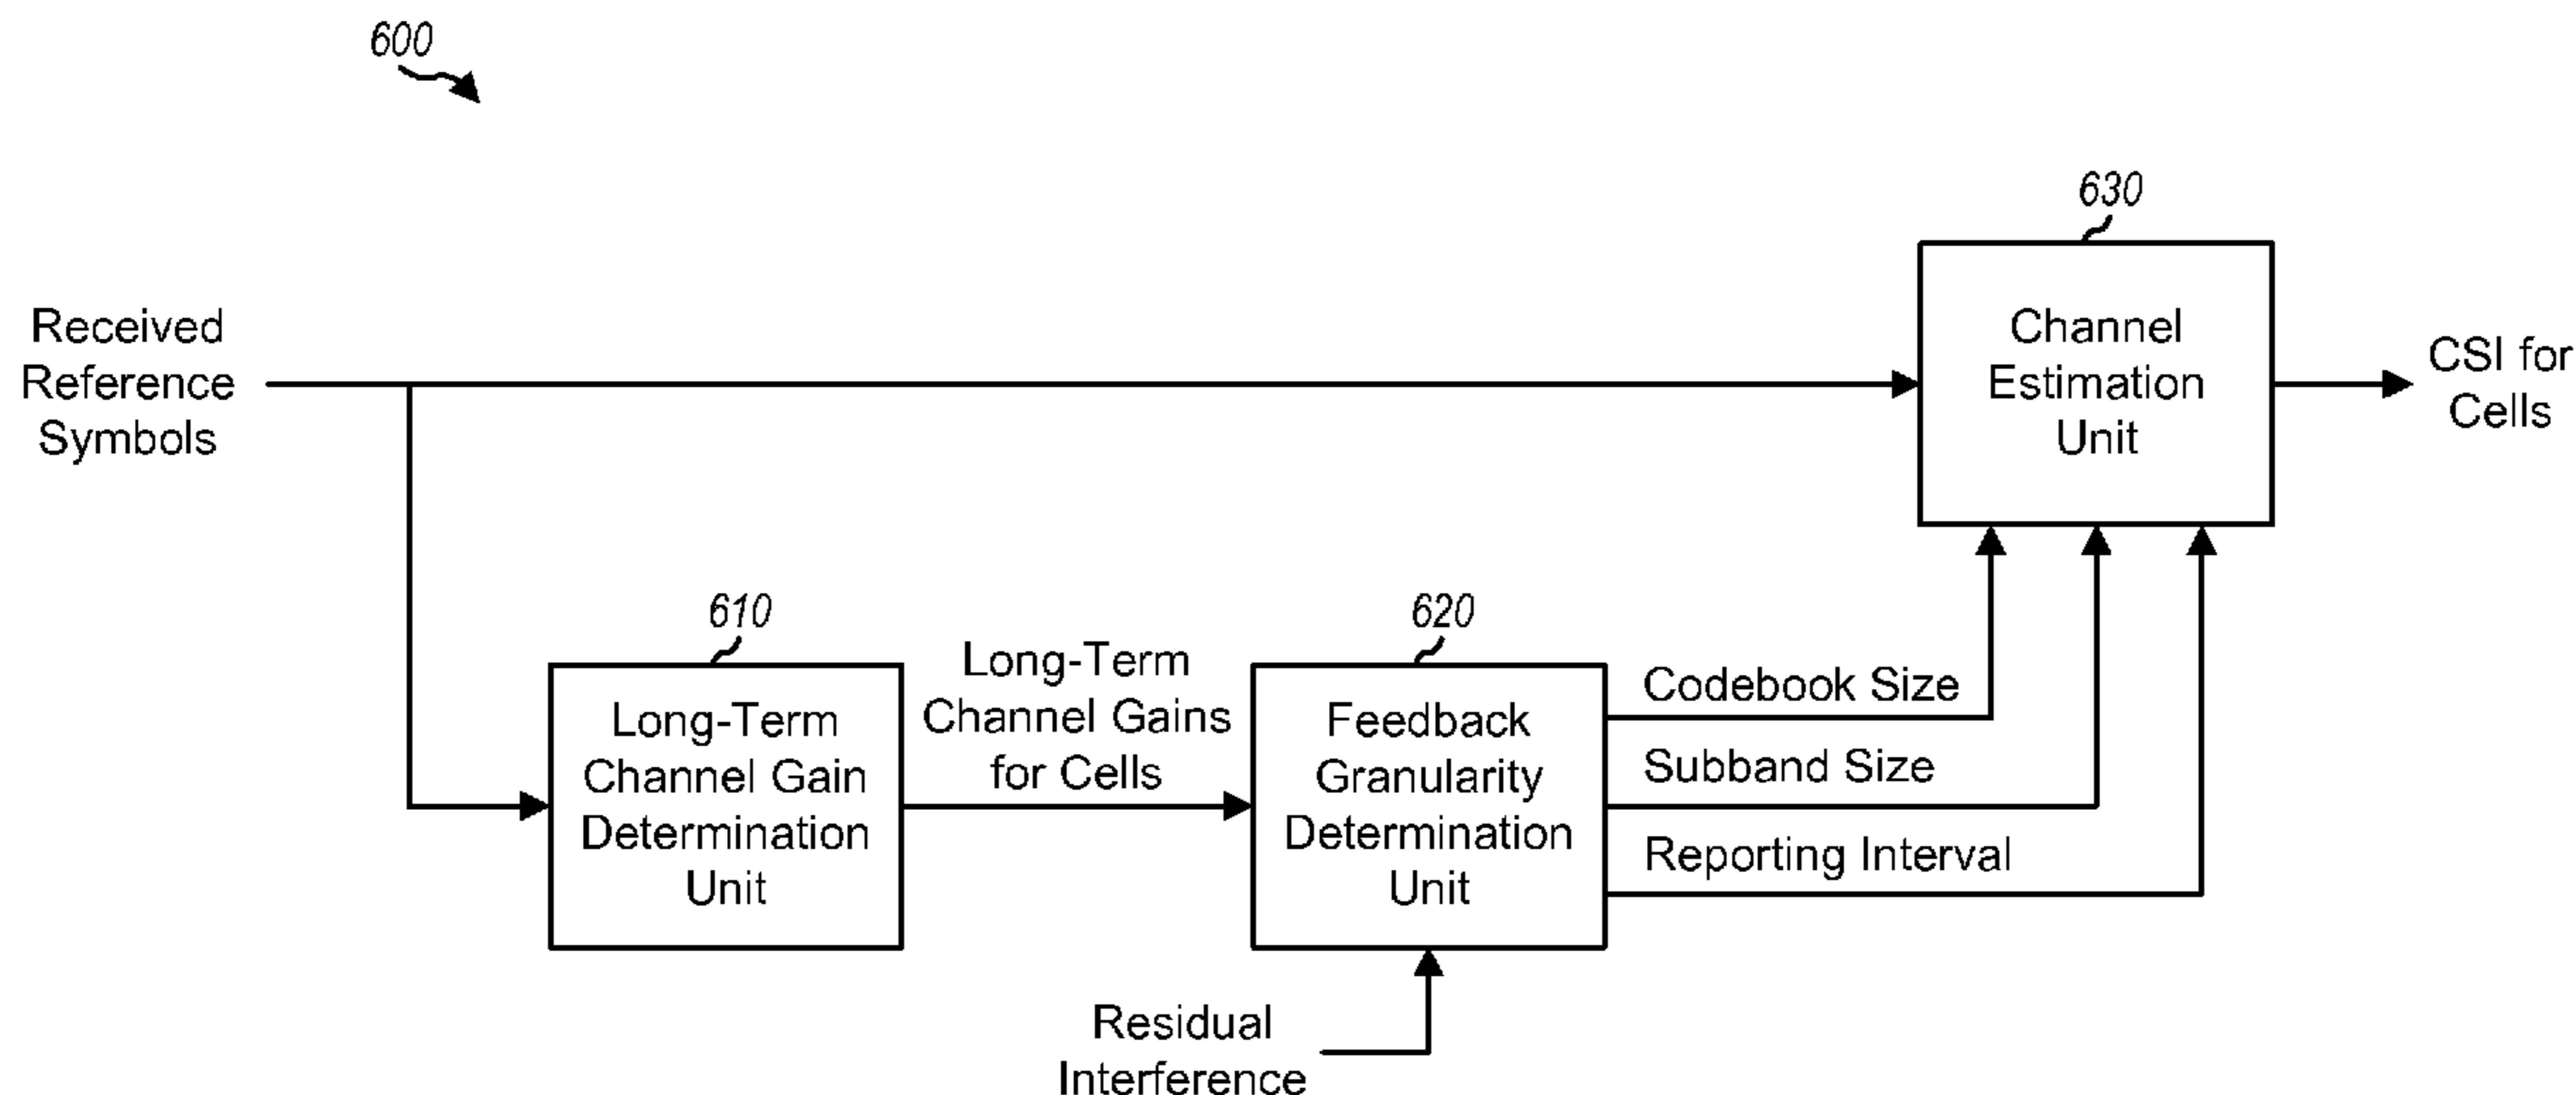 600
630
Received
Reference
Symbols
Channel
Estimation
Unit
CSI for
Cells
610
Long-Term
Channel Gain
Determination
Unit
Long-Term
Channel Gains
for Cells
620
Feedback
Granularity
Determination
Unit
Codebook Size
Subband Size
Reporting Interval
Residual
Interference